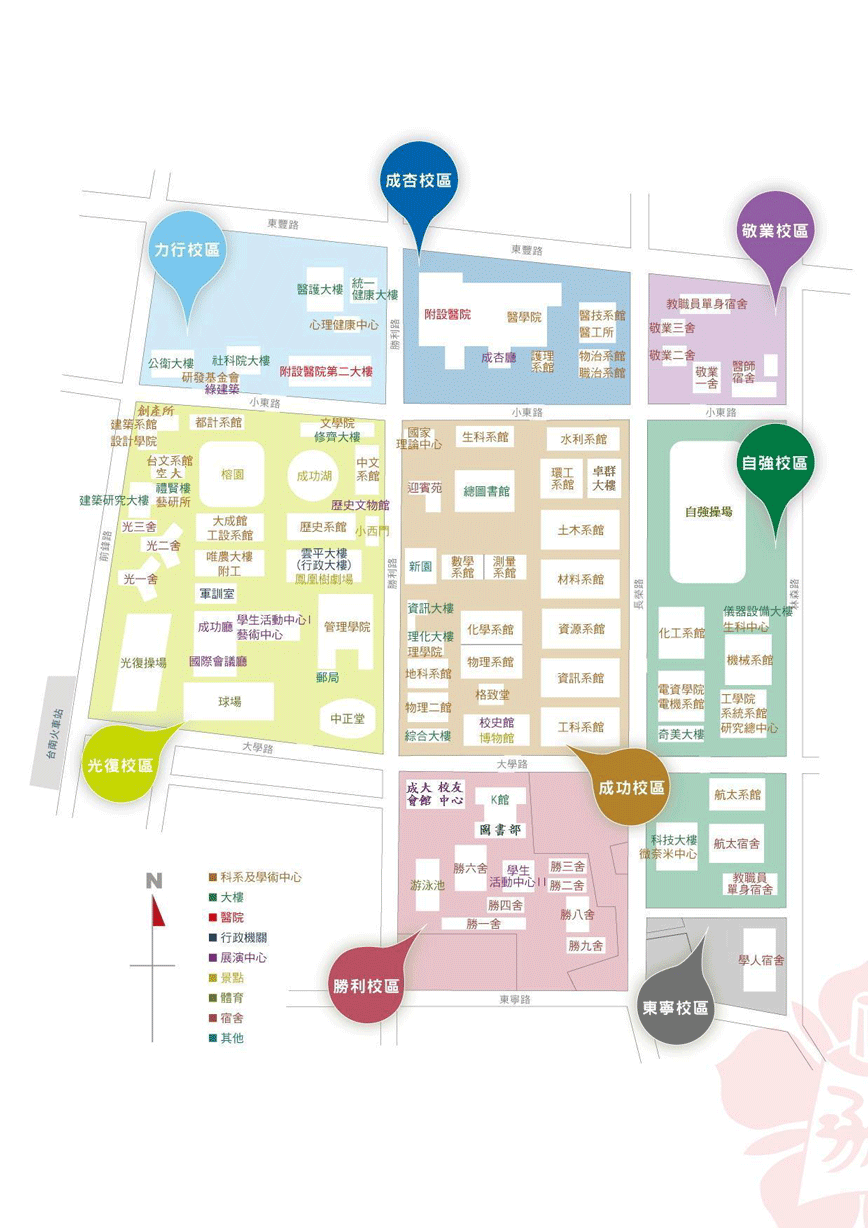 成杏校區
力行校區
敬業校區
東豐路
東豐路
醫護大樓
統一
健康大樓
心理健康中心
公衛大樓
社科院大樓
研發基金會
綠建築
附設醫院第二大樓
勝利路
附設醫院
醫學院
醫技系館
醫工所
成杏廳
護理
系館
物治系館
職治系館
教職員單身宿舍
敬業三舍
敬業二舍
敬業
一舍
醫師
宿舍
小東路
小東路
小東路
創產所
建築系館
設計學院
都計系館
文學院
修齊大樓
台文系館
空大
榕園
成功湖
中文
系館
禮賢樓
藝研所
建築研究大樓
歷史文物館
光三舍
大成館
工設系館
歷史系館
小西門
光二舍
唯農大樓
附工
雲平大樓
(行政大樓)
鳳凰樹劇場
光一舍
軍訓室
前鋒路
成功廳
學生活動中心I
藝術中心
管理學院
光復操場
國際會議廳
郵局
球場
中正堂
台南火車站
光復校區
大學路
勝利路
國家
理論中心
生科系館
水利系館
迎賓苑
總圖書館
環工
系館
卓群
大樓
土木系館
新園
數學
系館
測量
系館
材料系館
資訊大樓
化學系館
資源系館
理化大樓
理學院
物理系館
地科系館
資訊系館
格致堂
物理二館
綜合大樓
校史館
博物館
工科系館
大學路
成功校區
長榮路
自強校區
自強操場
林森路
儀器設備大樓
生科中心
化工系館
機械系館
電資學院
電機系館
工學院
系統系館
研究總中心
奇美大樓
航太系館
科技大樓
微奈米中心
航太宿舍
教職員
單身宿舍
成大 校友
會館 中心
K館
圖書部
游泳池
勝六舍
學生
活動中心II
勝三舍
勝二舍
勝四舍
勝一舍
勝八舍
勝九舍
勝利校區
東寧路
東寧校區
學人宿舍
N
科系及學術中心
大樓
醫院
行政機關
展演中心
景點
體育
宿舍
其他